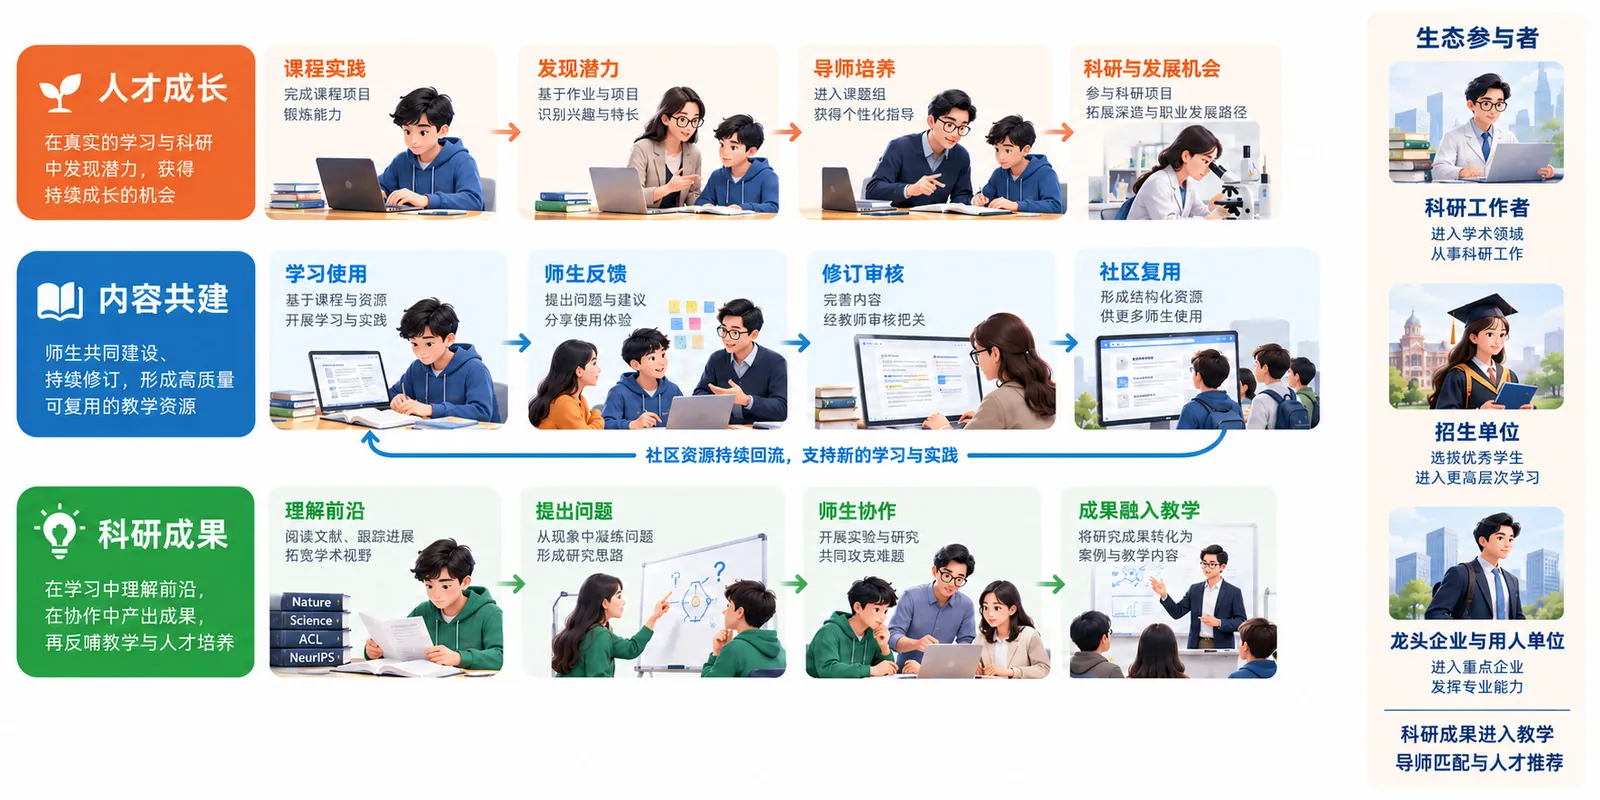 人才成长
在真实的学习与科研
中发现潜力，获得
持续成长的机会
课程实践
完成课程项目
锻炼能力
发现潜力
基于作业与项目
识别兴趣与特长
导师培养
进入课题组
获得个性化指导
科研与发展机会
参与科研项目
拓展深造与职业发展路径
内容共建
师生共同建设、
持续修订，形成高质量
可复用的教学资源
学习使用
基于课程与资源
开展学习与实践
师生反馈
提出问题与建议
分享使用体验
修订审核
完善内容
经教师审核把关
社区复用
形成结构化资源
供更多师生使用
社区资源持续回流，支持新的学习与实践
科研成果
在学习中理解前沿，
在协作中产出成果，
再反哺教学与人才培养
理解前沿
阅读文献、跟踪进展
拓宽学术视野
Nature
Science
ACL
NeurIPS
提出问题
从现象中凝练问题
形成研究思路
?
?
师生协作
开展实验与研究
共同攻克难题
成果融入教学
将研究成果转化为
案例与教学内容
生态参与者
科研工作者
进入学术领域
从事科研工作
招生单位
选拔优秀学生
进入更高层次学习
龙头企业与用人单位
进入重点企业
发挥专业能力
科研成果进入教学
导师匹配与人才推荐